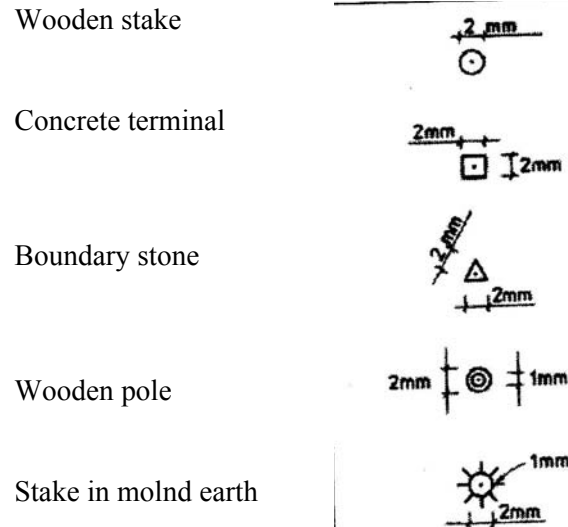 Wooden stake
2 mm
Concrete terminal
2mm
2mm
Boundary stone
2mm
2mm
Wooden pole
2mm
1mm
Stake in molnd earth
1mm
2mm